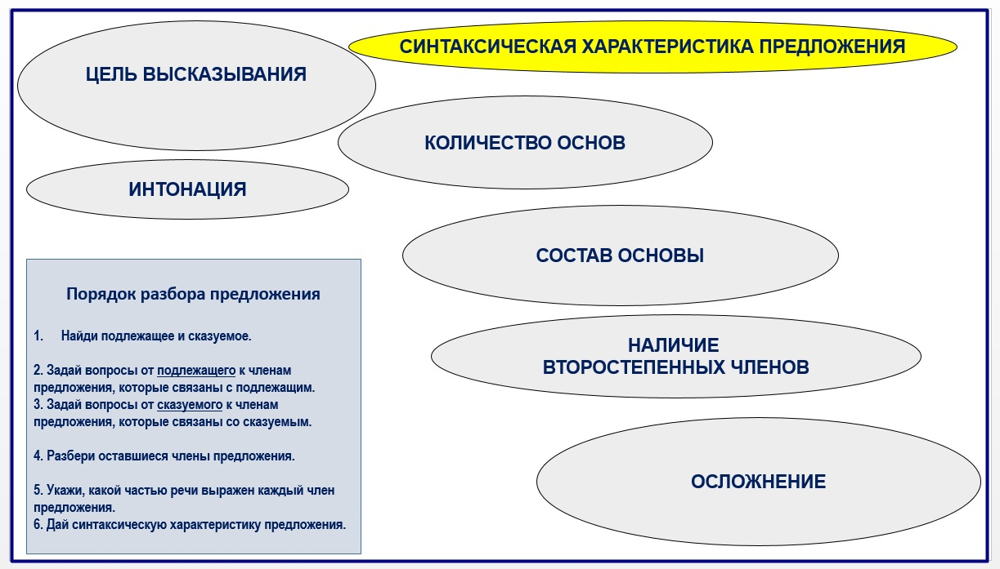 СИНТАКСИЧЕСКАЯ ХАРАКТЕРИСТИКА ПРЕДЛОЖЕНИЯ
ЦЕЛЬ ВЫСКАЗЫВАНИЯ
КОЛИЧЕСТВО ОСНОВ
ИНТОНАЦИЯ
СОСТАВ ОСНОВЫ
НАЛИЧИЕ
ВТОРОСТЕПЕННЫХ ЧЛЕНОВ
ОСЛОЖНЕНИЕ
Порядок разбора предложения
1. Найди подлежащее и сказуемое.
2. Задай вопросы от подлежащего к членам
предложения, которые связаны с подлежащим.
3. Задай вопросы от сказуемого к членам
предложения, которые связаны со сказуемым.
4. Разбери оставшиеся члены предложения.
5. Укажи, какой частью речи выражен каждый член
предложения.
6. Дай синтаксическую характеристику предложения.